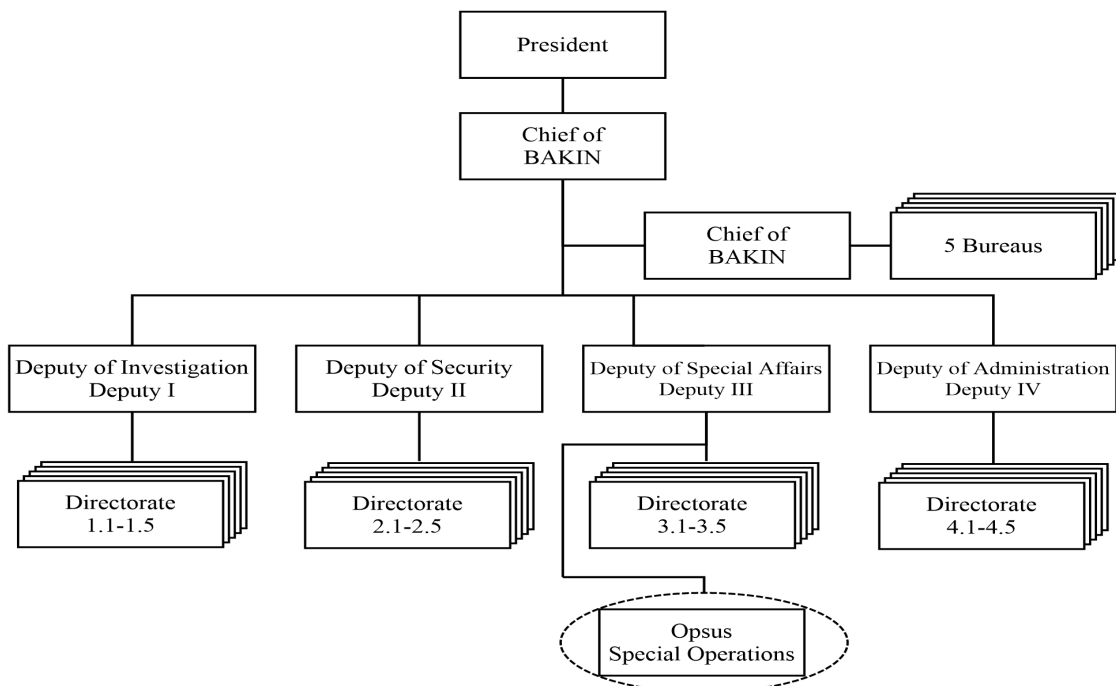 President
Chief of
BAKIN
Chief of
BAKIN
5 Bureaus
Deputy of Investigation
Deputy I
Deputy of Security
Deputy II
Deputy of Special Affairs
Deputy III
Deputy of Administration
Deputy IV
Directorate
1.1-1.5
Directorate
2.1-2.5
Directorate
3.1-3.5
Directorate
4.1-4.5
Opsus
Special Operations